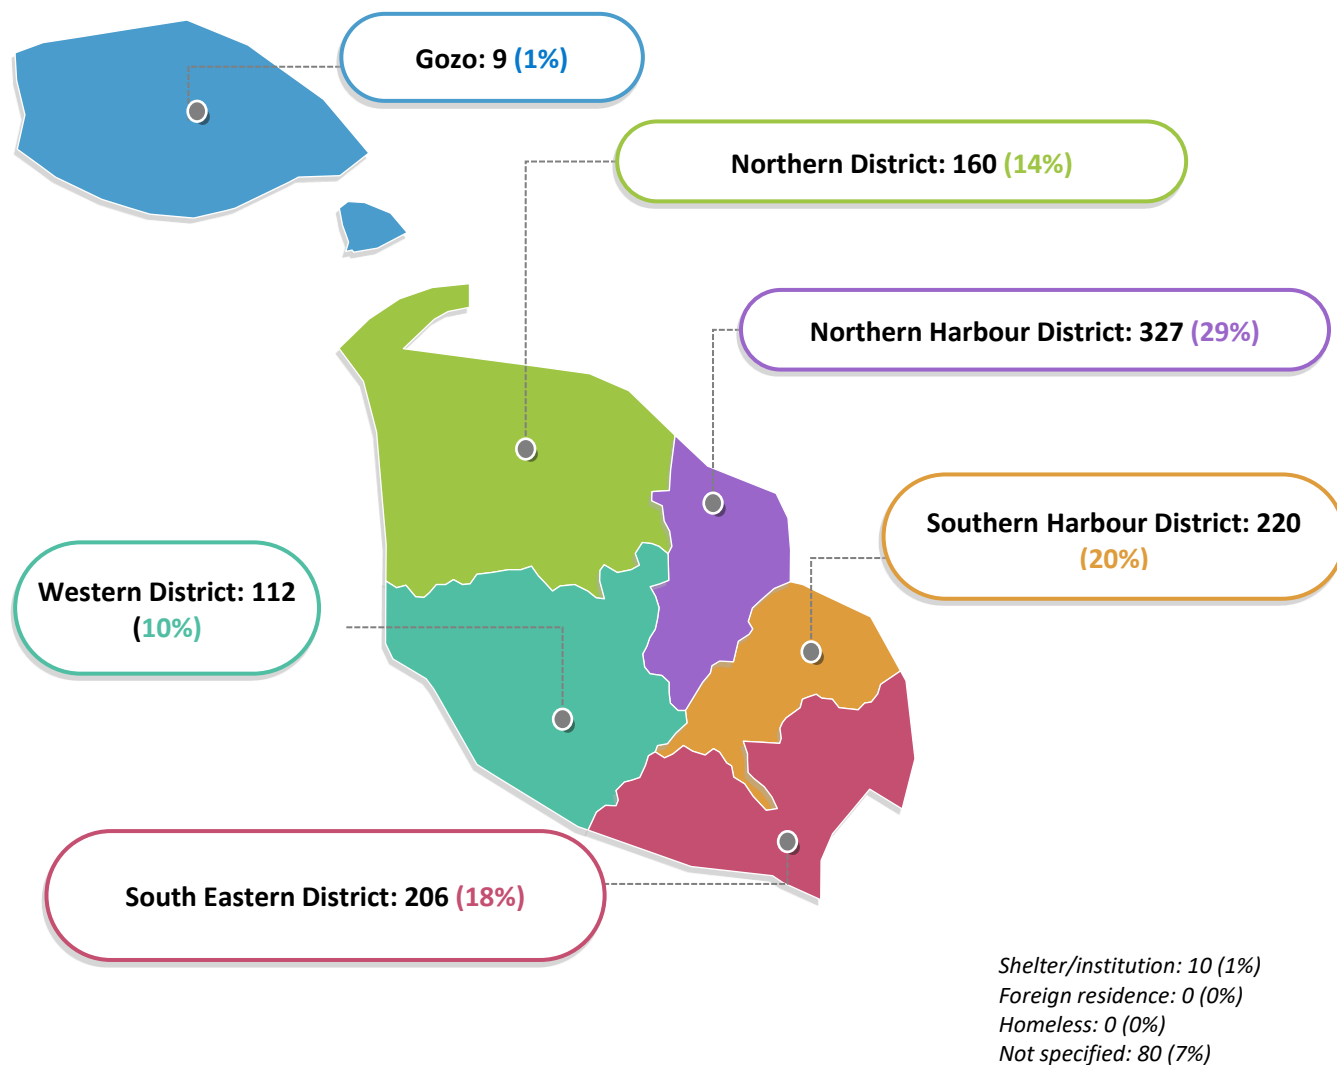 Gozo: 9 (1%)
Northern District: 160 (14%)
Northern Harbour District: 327 (29%)
Southern Harbour District: 220
(20%)
Western District: 112
(10%)
South Eastern District: 206 (18%)
Shelter/institution: 10 (1%)
Foreign residence: 0 (0%)
Homeless: 0 (0%)
Not specified: 80 (7%)